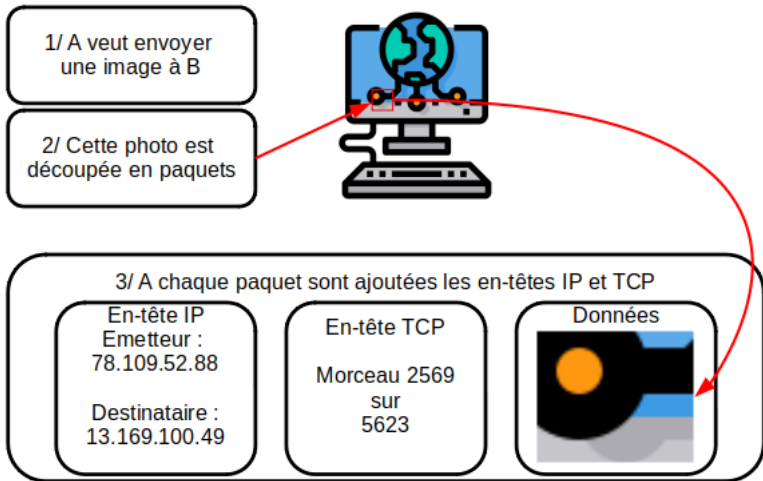 1/ A veut envoyer
une image à B
2/ Cette photo est
découpée en paquets
3/ A chaque paquet sont ajoutées les en-têtes IP et TCP
En-tête IP
Emetteur :
78.109.52.88
Destinataire :
13.169.100.49
En-tête TCP
Morceau 2569
sur
5623
Données